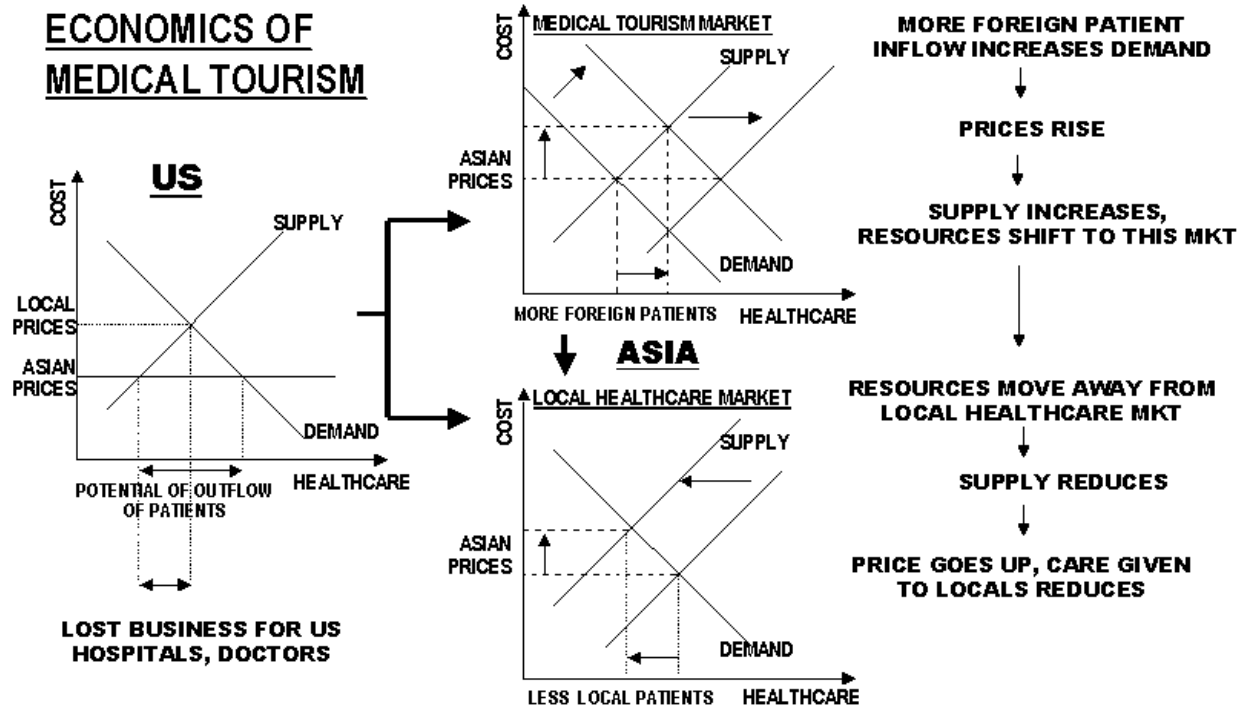 ECONOMICS OF
MEDICAL TOURISM
US
COST
SUPPLY
LOCAL
PRICES
ASIAN
PRICES
DEMAND
HEALTHCARE
POTENTIAL OF OUTFLOW
OF PATIENTS
LOST BUSINESS FOR US
HOSPITALS, DOCTORS
MEDICAL TOURISM MARKET
COST
SUPPLY
ASIAN
PRICES
DEMAND
MORE FOREIGN PATIENTS
HEALTHCARE
ASIA
LOCAL HEALTHCARE MARKET
COST
SUPPLY
ASIAN
PRICES
DEMAND
LESS LOCAL PATIENTS
HEALTHCARE
MORE FOREIGN PATIENT
INFLOW INCREASES DEMAND
PRICES RISE
SUPPLY INCREASES,
RESOURCES SHIFT TO THIS MKT
RESOURCES MOVE AWAY FROM
LOCAL HEALTHCARE MKT
SUPPLY REDUCES
PRICE GOES UP, CARE GIVEN
TO LOCALS REDUCES